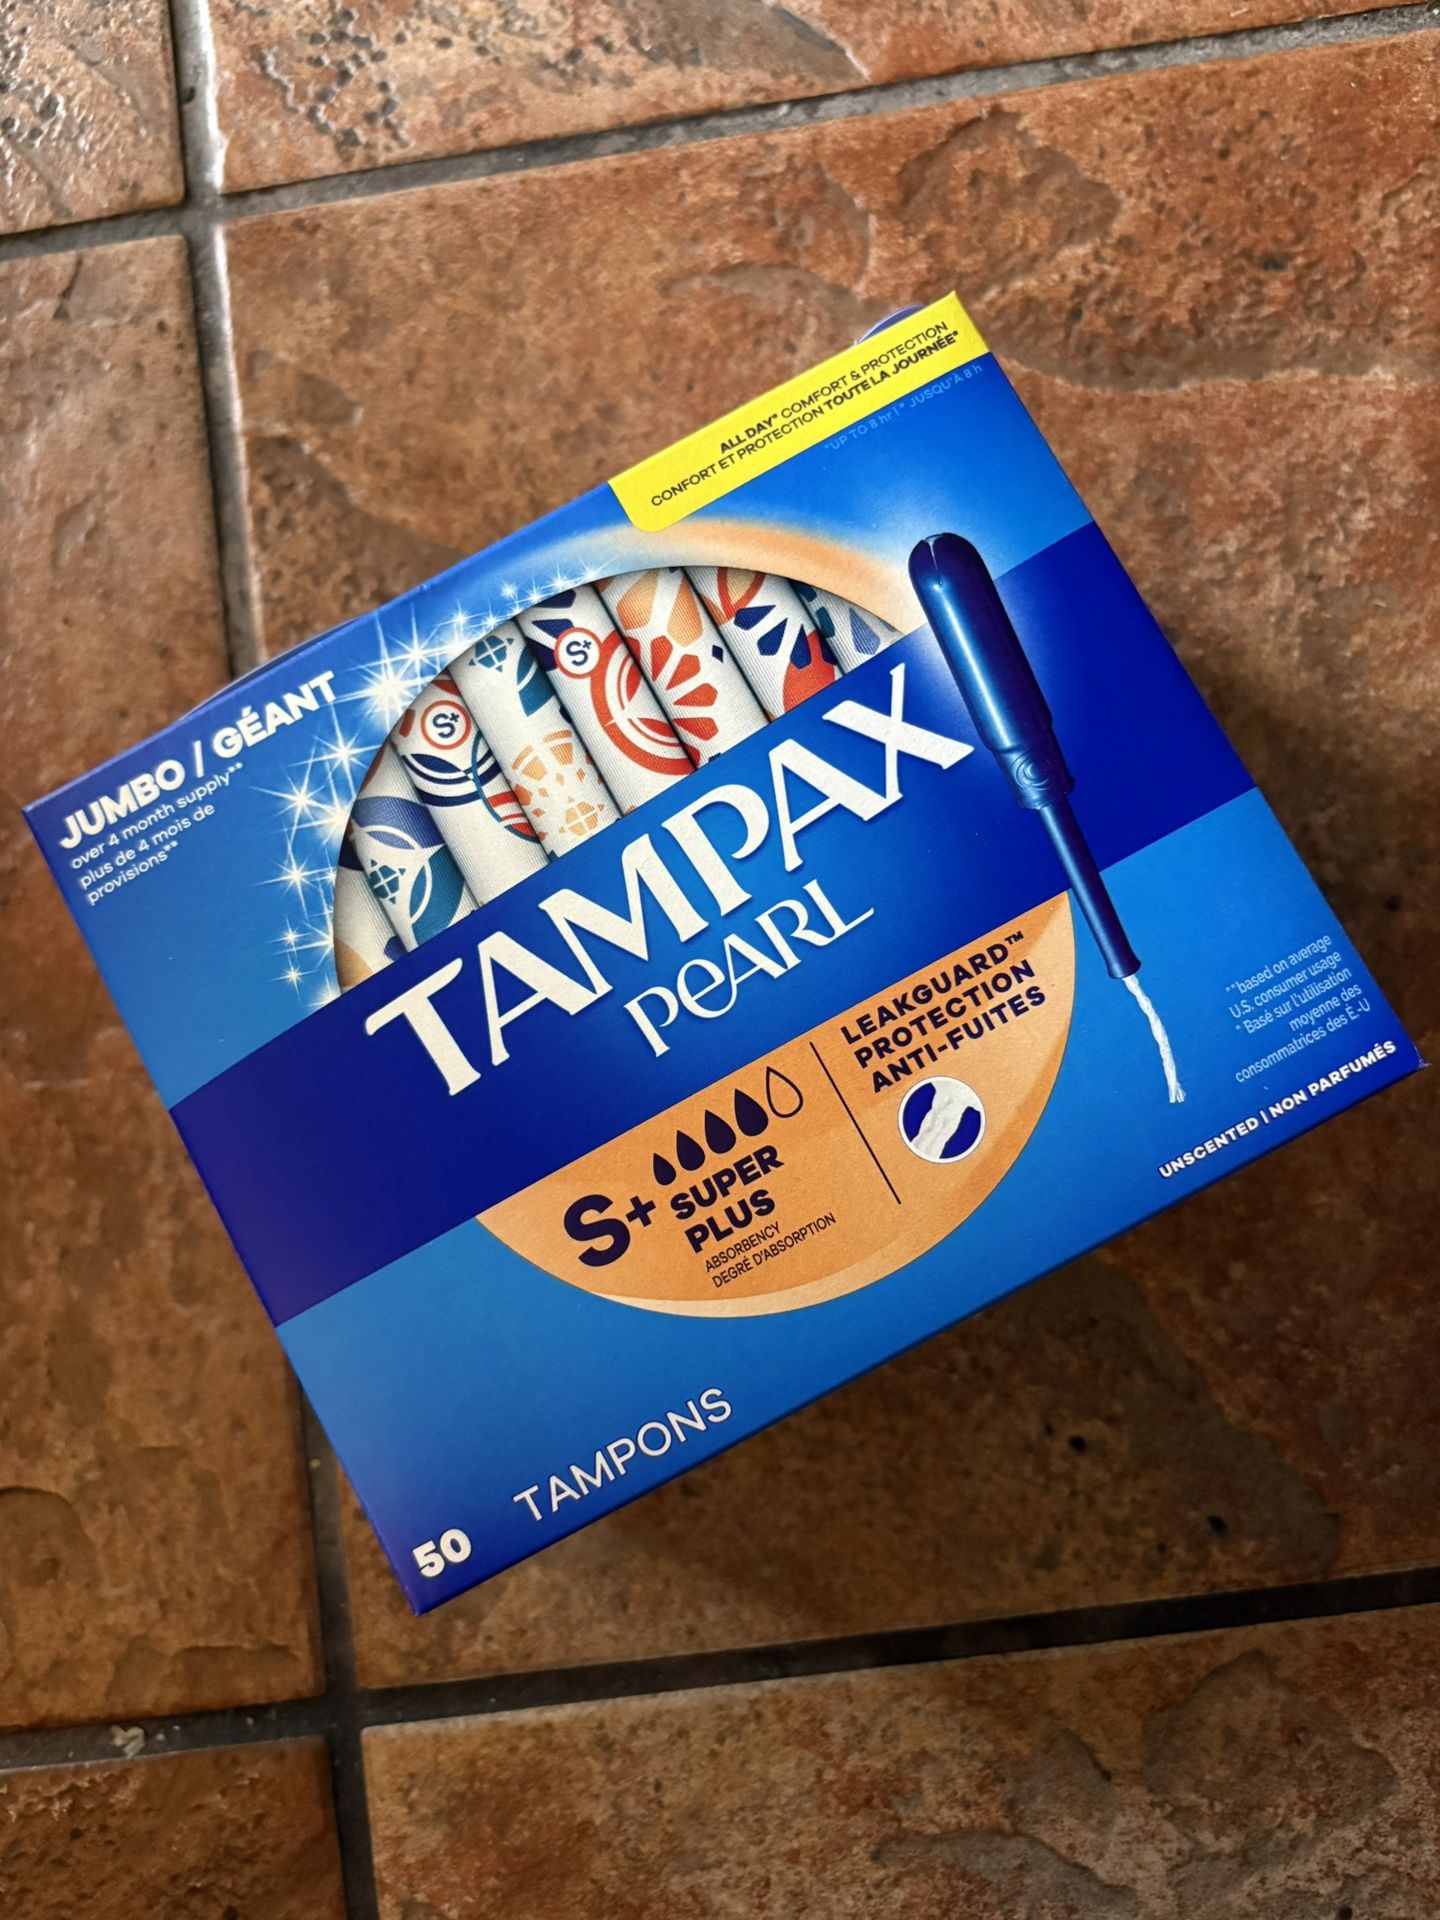 ALL DAY* COMFORT & PROTECTION
CONFORT ET PROTECTION TOUTE LA JOURNÉE*
*UP TO 8 hr | * JUSQU'À 8 h
JUMBO / GÉANT
over 4 month supply**
plus de 4 mois de
provisions**
S+
S+
TAMPAX
PEARL
LEAKGUARD™
PROTECTION
ANTI-FUITES
S+ SUPER
PLUS
ABSORBENCY
DEGRÉ D'ABSORPTION
**based on average
U.S. consumer usage
* Basé sur l'utilisation
moyenne des
consommatrices des É-U
UNSCENTED | NON PARFUMÉS
50 TAMPONS